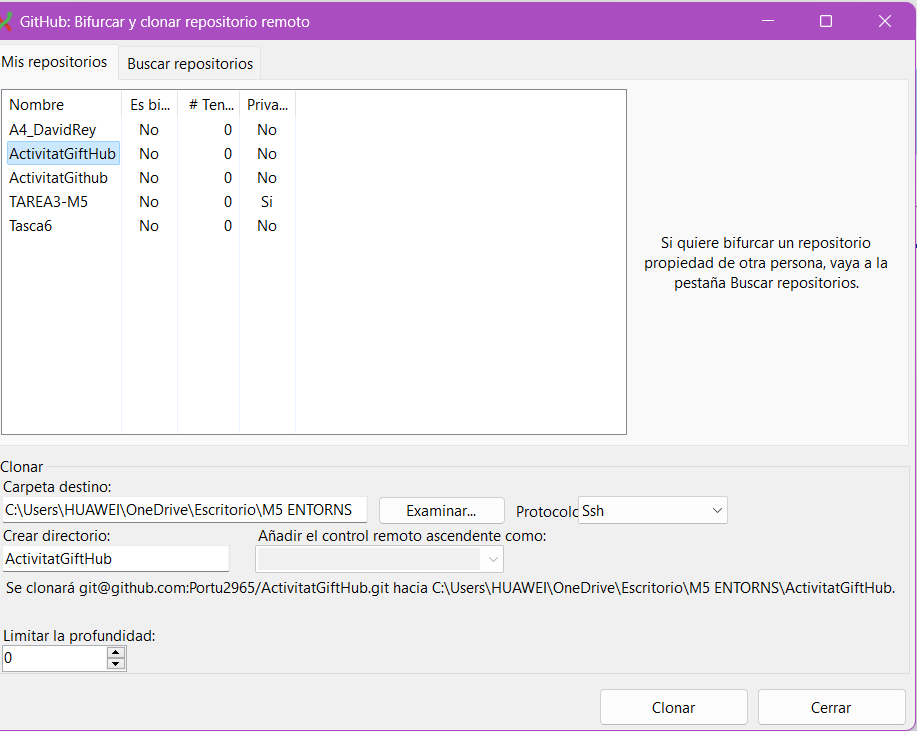 GitHub: Bifurcar y clonar repositorio remoto
Mis repositorios Buscar repositorios
Nombre Es bi... # Ten... Priva...
A4_DavidRey No 0 No
ActivitatGiftHub No 0 No
ActivitatGithub No 0 No
TAREA3-M5 No 0 Si
Tasca6 No 0 No
Si quiere bifurcar un repositorio
propiedad de otra persona, vaya a la
pestaña Buscar repositorios.
Clonar
Carpeta destino:
C:\Users\HUAWEI\OneDrive\Escritorio\M5 ENTORNS Examinar... Protocolo Ssh
Crear directorio: Añadir el control remoto ascendente como:
ActivitatGiftHub
Se clonará git@github.com:Portu2965/ActivitatGiftHub.git hacia C:\Users\HUAWEI\OneDrive\Escritorio\M5 ENTORNS\ActivitatGiftHub.
Limitar la profundidad:
0
Clonar Cerrar